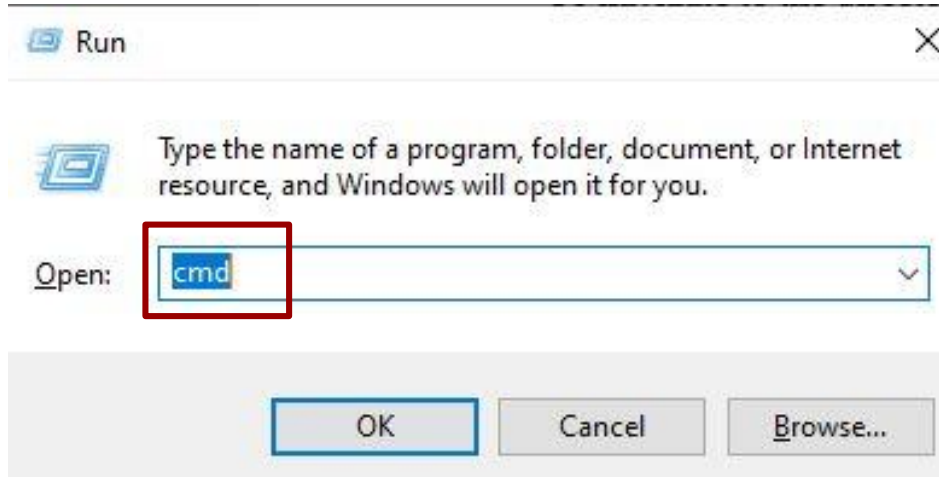 Run
Type the name of a program, folder, document, or Internet
resource, and Windows will open it for you.
Open: cmd
OK Cancel Browse...